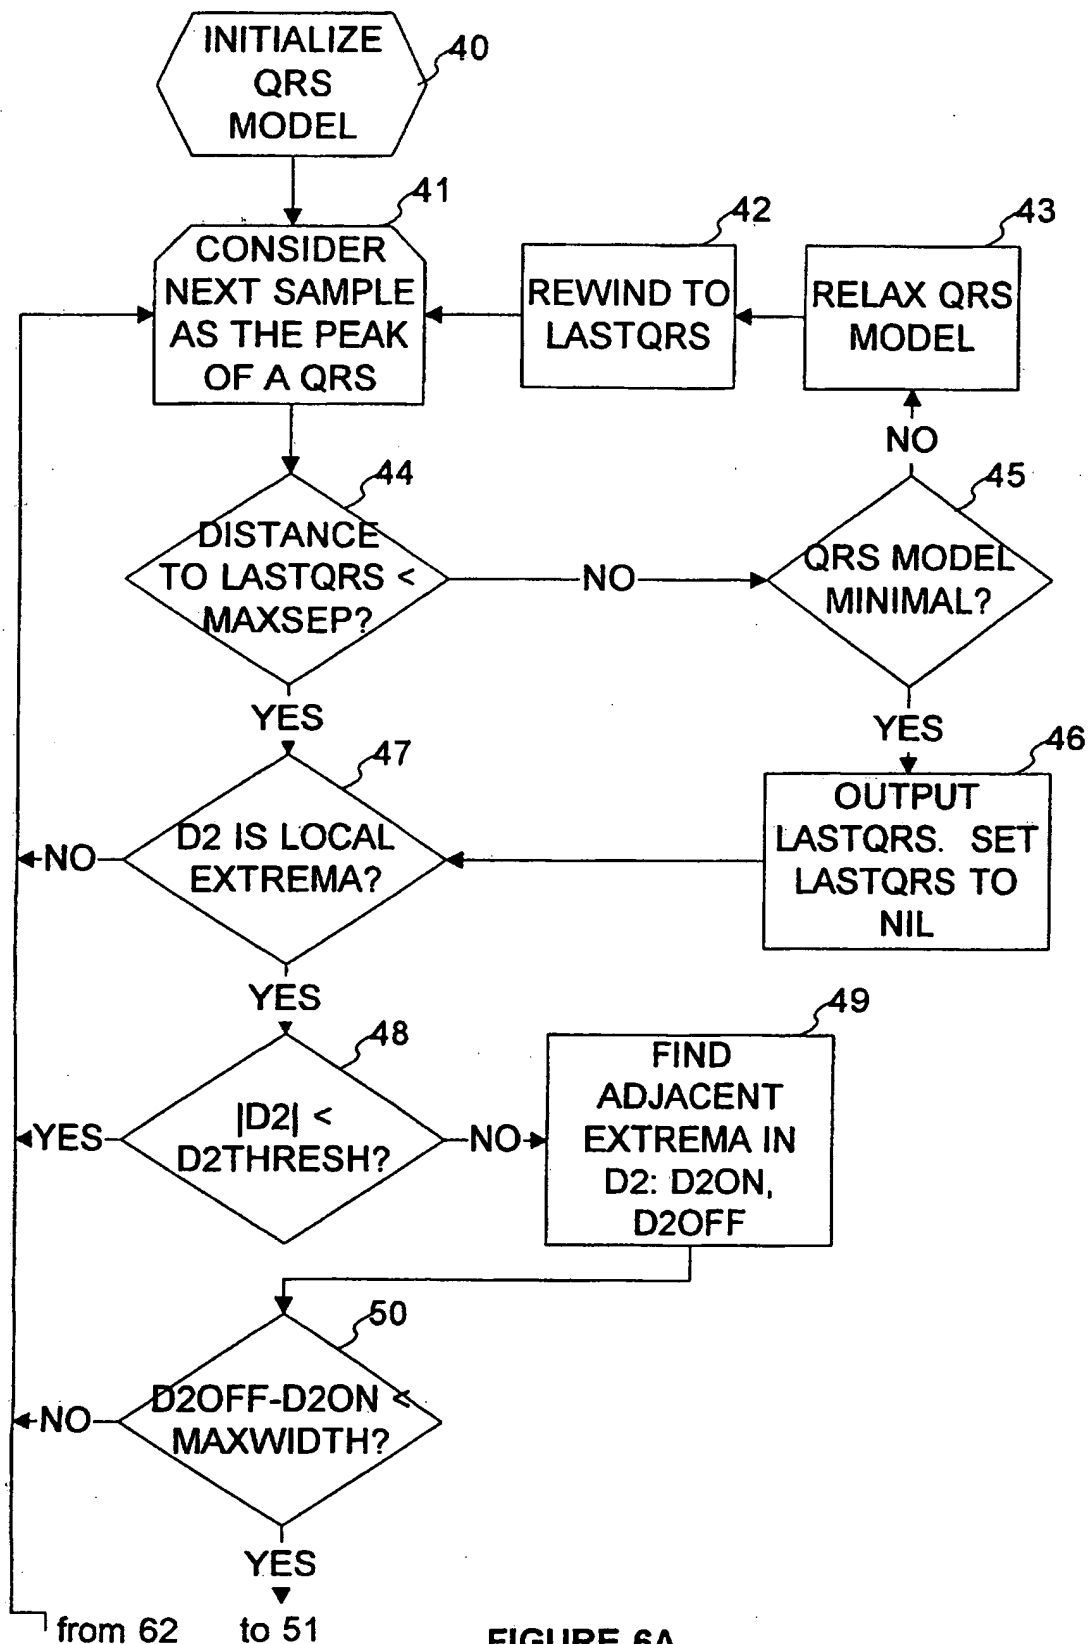 INITIALIZE
QRS
MODEL
40
41
CONSIDER
NEXT SAMPLE
AS THE PEAK
OF A QRS
42
REWIND TO
LASTQRS
43
RELAX QRS
MODEL
NO
44
DISTANCE
TO LASTQRS <
MAXSEP?
NO
45
QRS MODEL
MINIMAL?
YES
YES
46
OUTPUT
LASTQRS. SET
LASTQRS TO
NIL
47
D2 IS LOCAL
EXTREMA?
NO
YES
48
|D2| <
D2THRESH?
YES
NO
49
FIND
ADJACENT
EXTREMA IN
D2: D2ON,
D2OFF
50
D2OFF-D2ON <
MAXWIDTH?
NO
YES
from 62
to 51
FIGURE 6A